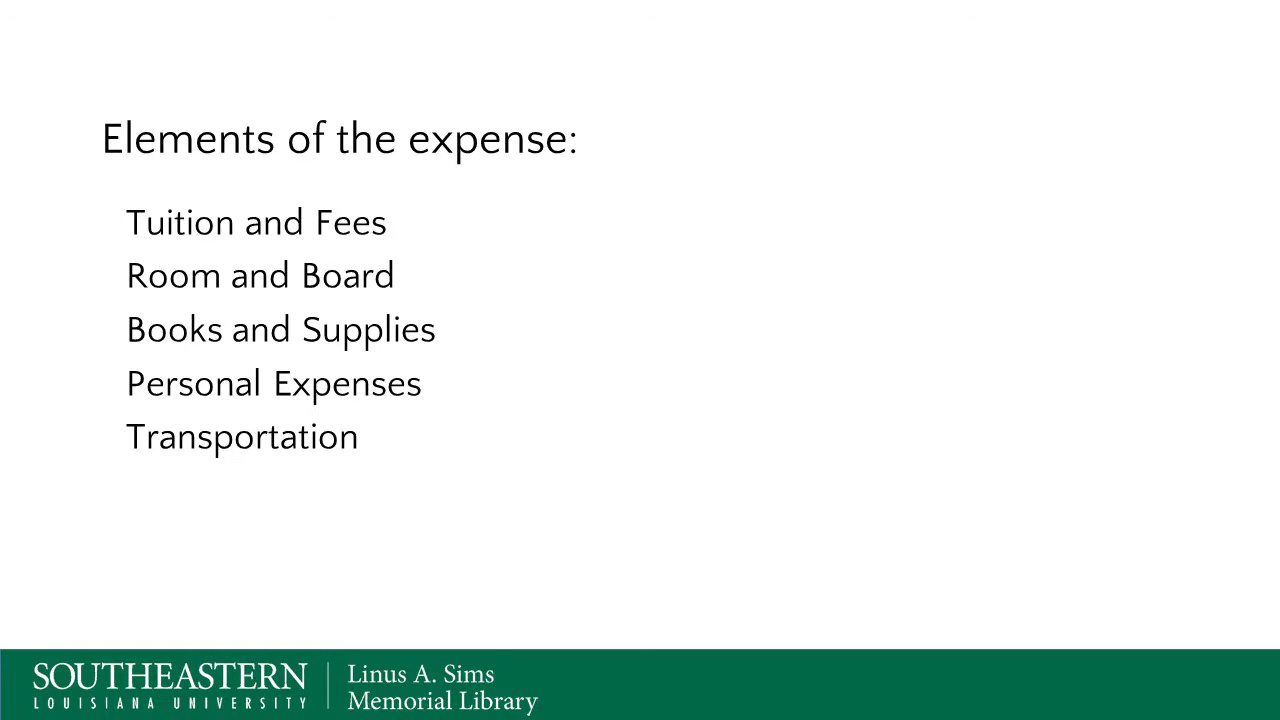 Elements of the expense:
Tuition and Fees
Room and Board
Books and Supplies
Personal Expenses
Transportation
SOUTHEASTERN
LOUISIANA UNIVERSITY
Linus A. Sims
Memorial Library